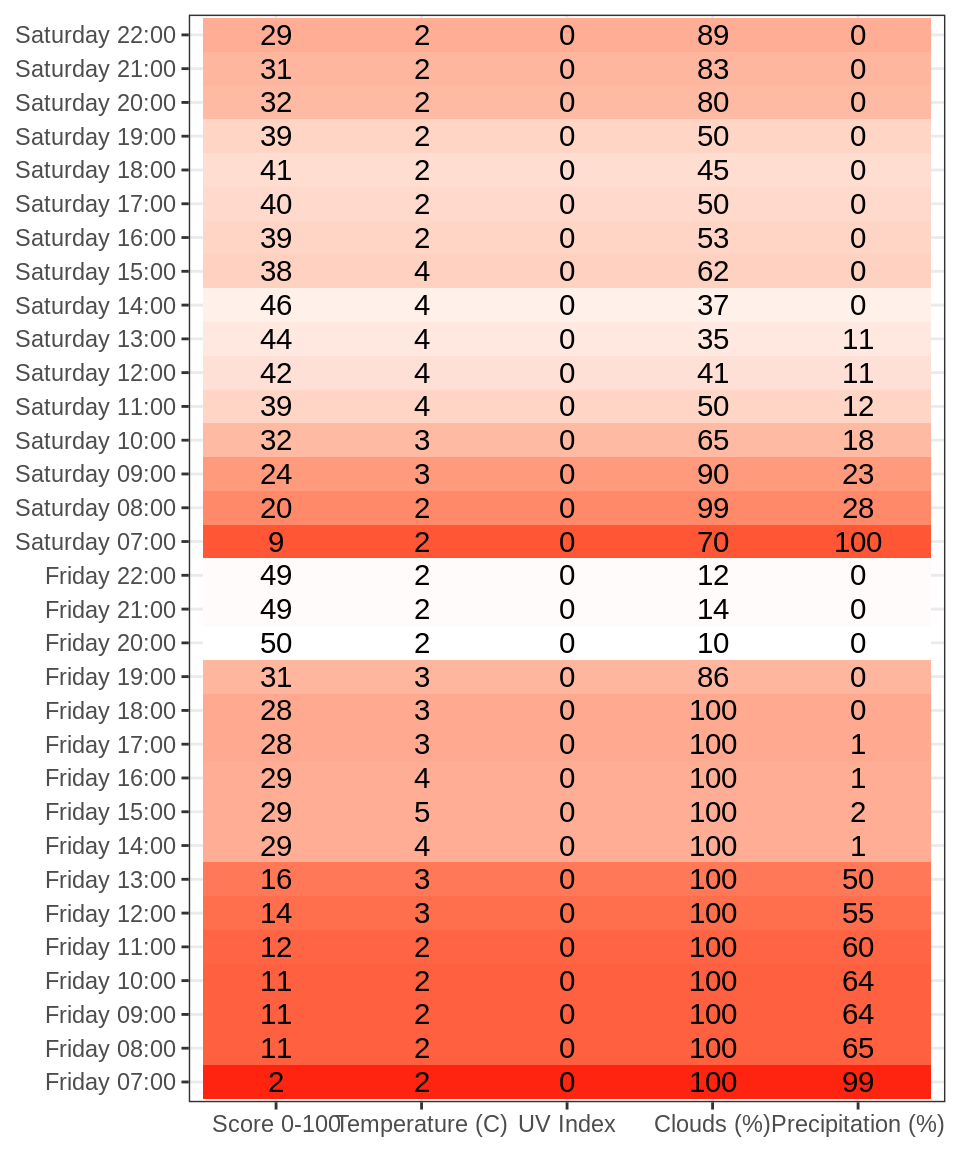 Saturday 22:00 29 2 0 89 0
Saturday 21:00 31 2 0 83 0
Saturday 20:00 32 2 0 80 0
Saturday 19:00 39 2 0 50 0
Saturday 18:00 41 2 0 45 0
Saturday 17:00 40 2 0 50 0
Saturday 16:00 39 2 0 53 0
Saturday 15:00 38 4 0 62 0
Saturday 14:00 46 4 0 37 0
Saturday 13:00 44 4 0 35 11
Saturday 12:00 42 4 0 41 11
Saturday 11:00 39 4 0 50 12
Saturday 10:00 32 3 0 65 18
Saturday 09:00 24 3 0 90 23
Saturday 08:00 20 2 0 99 28
Saturday 07:00 9 2 0 70 100
Friday 22:00 49 2 0 12 0
Friday 21:00 49 2 0 14 0
Friday 20:00 50 2 0 10 0
Friday 19:00 31 3 0 86 0
Friday 18:00 28 3 0 100 0
Friday 17:00 28 3 0 100 1
Friday 16:00 29 4 0 100 1
Friday 15:00 29 5 0 100 2
Friday 14:00 29 4 0 100 1
Friday 13:00 16 3 0 100 50
Friday 12:00 14 3 0 100 55
Friday 11:00 12 2 0 100 60
Friday 10:00 11 2 0 100 64
Friday 09:00 11 2 0 100 64
Friday 08:00 11 2 0 100 65
Friday 07:00 2 2 0 100 99
Score 0-100 Temperature (C) UV Index Clouds (%) Precipitation (%)